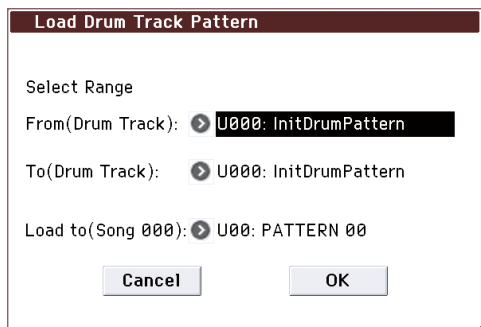 Load Drum Track Pattern
Select Range
From(Drum Track): U000: InitDrumPattern
To(Drum Track): U000: InitDrumPattern
Load to(Song 000): U00: PATTERN 00
Cancel OK